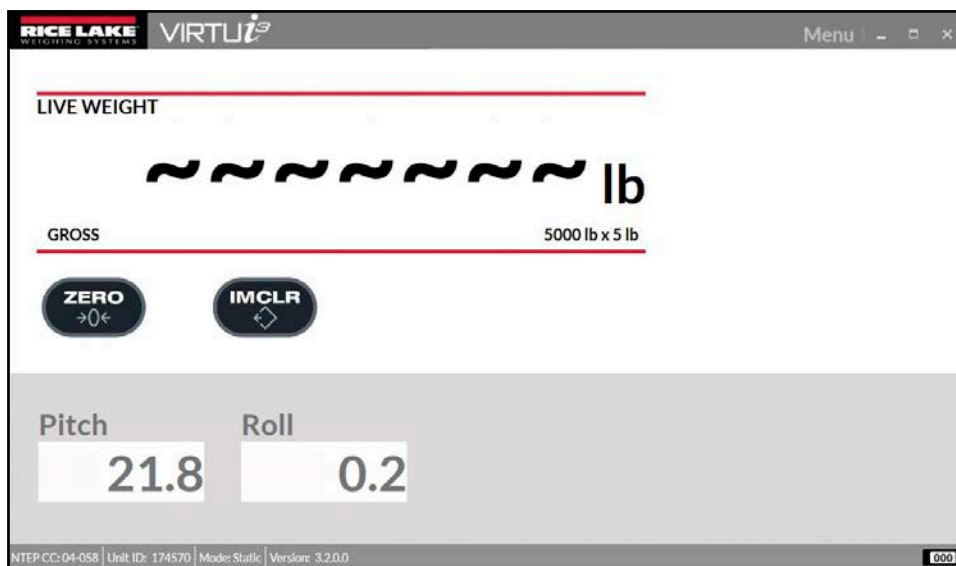 RICE LAKE VIRTUi³ Menu
WEIGHING SYSTEMS
LIVE WEIGHT
~~~~~~~ lb
GROSS 5000 lb x 5 lb
ZERO IMCLR
→0←
Pitch Roll
21.8 0.2
NTEP CC: 04-058 Unit ID: 174570 Mode: Static Version: 3.2.0.0 000